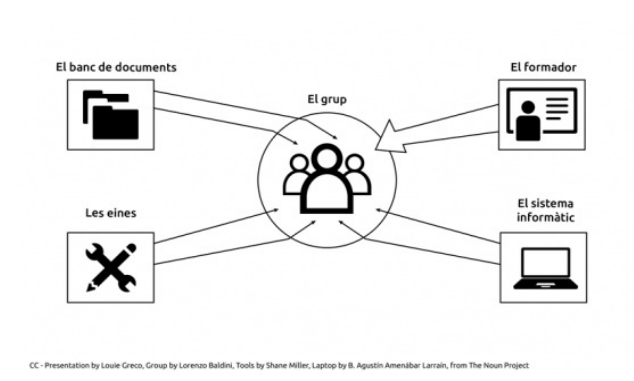 El banc de documents
El formador
El grup
Les eines
El sistema
informàtic
CC - Presentation by Louie Greco, Group by Lorenzo Baldini, Tools by Shane Miller, Laptop by B. Agustín Amenábar Larraín, from The Noun Project